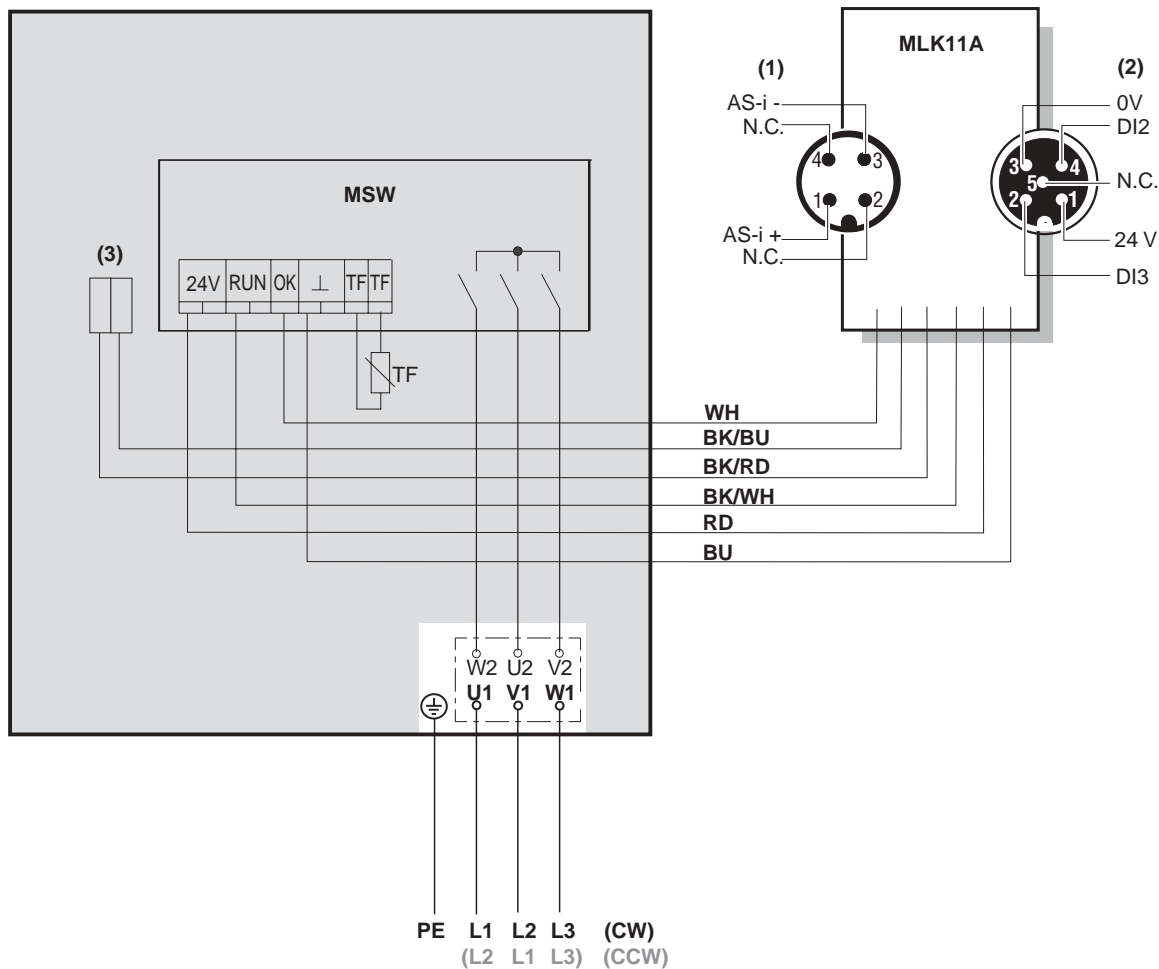 MLK11A
(1)
(2)
AS-i -
N.C.
0V
DI2
4
3
3
4
5
N.C.
1
2
2
1
AS-i +
N.C.
24 V
DI3
MSW
(3)
24V RUN OK ⊥ TF TF
TF
WH
BK/BU
BK/RD
BK/WH
RD
BU
W2 U2 V2
U1 V1 W1
PE L1 L2 L3 (CW)
(L2 L1 L3) (CCW)